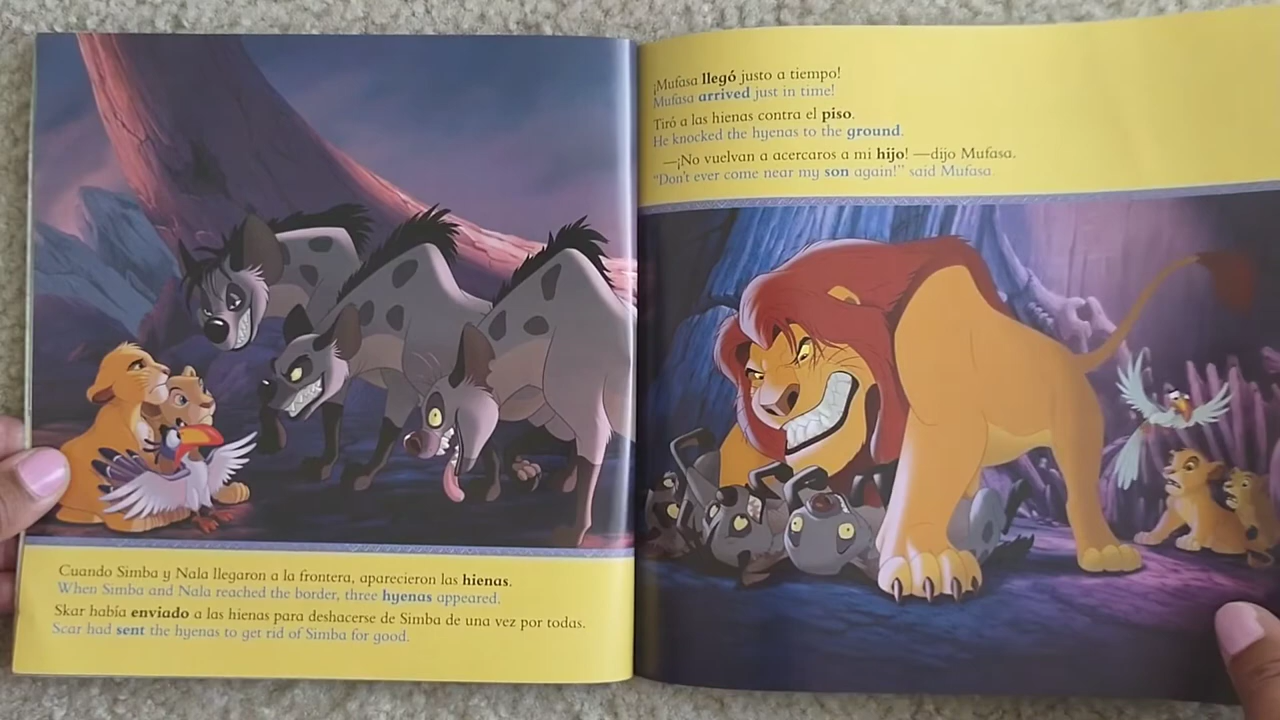 Cuando Simba y Nala llegaron a la frontera, aparecieron las hienas.
When Simba and Nala reached the border, three hyenas appeared.
Skar había enviado a las hienas para deshacerse de Simba de una vez por todas.
Scar had sent the hyenas to get rid of Simba for good.
¡Mufasa llegó justo a tiempo!
Mufasa arrived just in time!
Tiró a las hienas contra el piso.
He knocked the hyenas to the ground.
—¡No vuelvan a acercaros a mi hijo! —dijo Mufasa.
"Don't ever come near my son again!" said Mufasa.